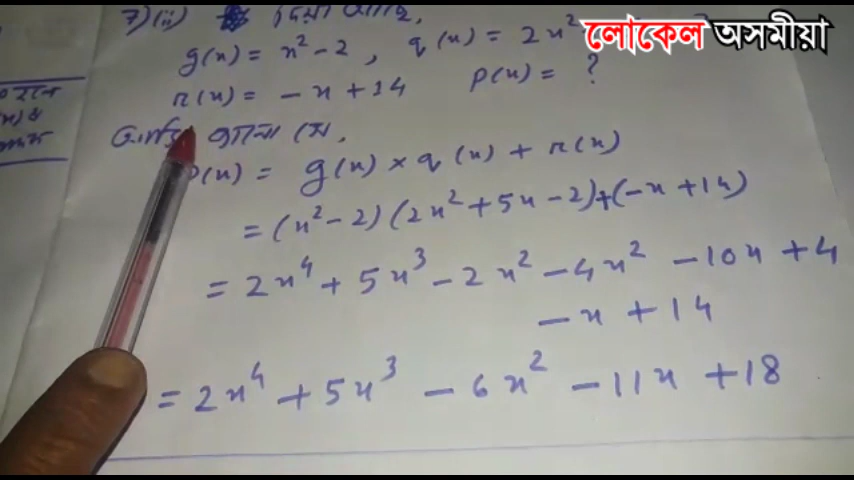 7)(ii) দিয়া আছে,
g(x) = x² - 2 , q(x) = 2x²
লোকেল অসমীয়া
r(x) = - x + 14 p(x) = ?
আমি জানো যে,
p(x) = g(x) × q(x) + r(x)
= (x² - 2) (2x² + 5x - 2) + (- x + 14)
= 2x⁴ + 5x³ - 2x² - 4x² - 10x + 4
- x + 14
= 2x⁴ + 5x³ - 6x² - 11x + 18